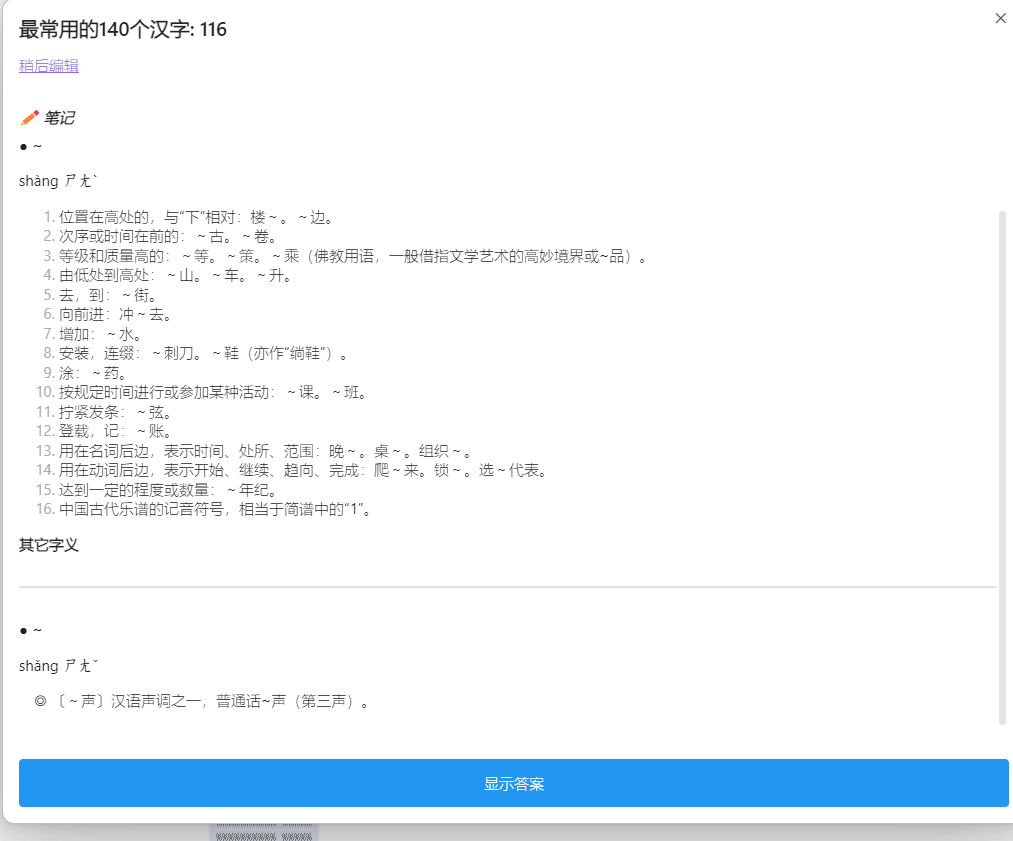 最常用的140个汉字: 116
稍后编辑
笔记
● ~
shàng ㄕㄤˋ
1. 位置在高处的，与“下”相对：楼～。～边。
2. 次序或时间在前的：～古。～卷。
3. 等级和质量高的：～等。～策。～乘（佛教用语，一般借指文学艺术的高妙境界或~品）。
4. 由低处到高处：～山。～车。～升。
5. 去，到：～街。
6. 向前进：冲～去。
7. 增加：～水。
8. 安装，连缀：～刺刀。～鞋（亦作“绱鞋”）。
9. 涂：～药。
10. 按规定时间进行或参加某种活动：～课。～班。
11. 拧紧发条：～弦。
12. 登载，记：～账。
13. 用在名词后边，表示时间、处所、范围：晚～。桌～。组织～。
14. 用在动词后边，表示开始、继续、趋向、完成：爬～来。锁～。选～代表。
15. 达到一定的程度或数量：～年纪。
16. 中国古代乐谱的记音符号，相当于简谱中的“1”。
其它字义
● ~
shǎng ㄕㄤˇ
◎ 〔～声〕汉语声调之一，普通话~声（第三声）。
显示答案